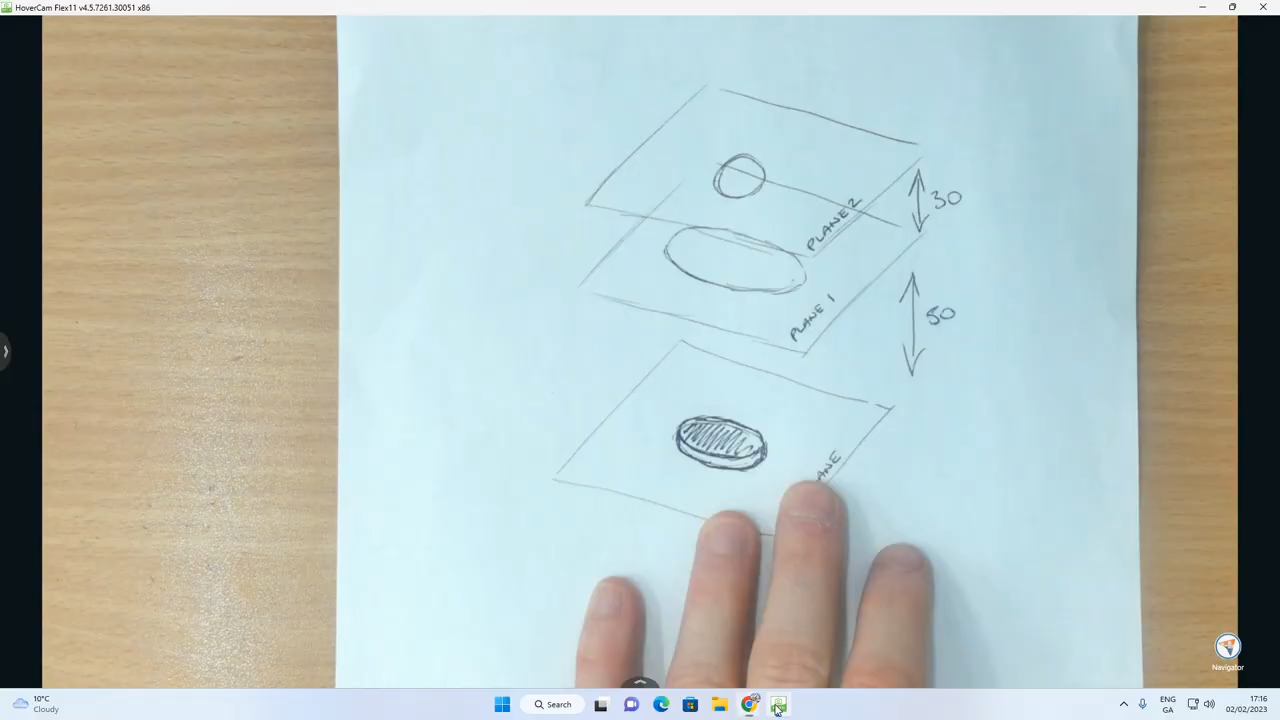 HoverCam Flex11 v4.5.7261.30051 x86
30
PLANE 2
PLANE 1
50
ANE
Navigator
10°C
Cloudy
Search
ENG
GA
17:16
02/02/2023